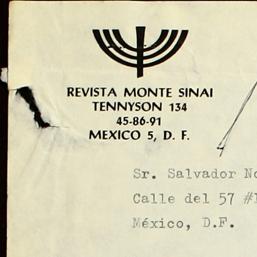 REVISTA MONTE SINAI
TENNYSON 134
45-86-91
MEXICO 5, D. F.
Sr. Salvador
Calle del 57
México, D.F.